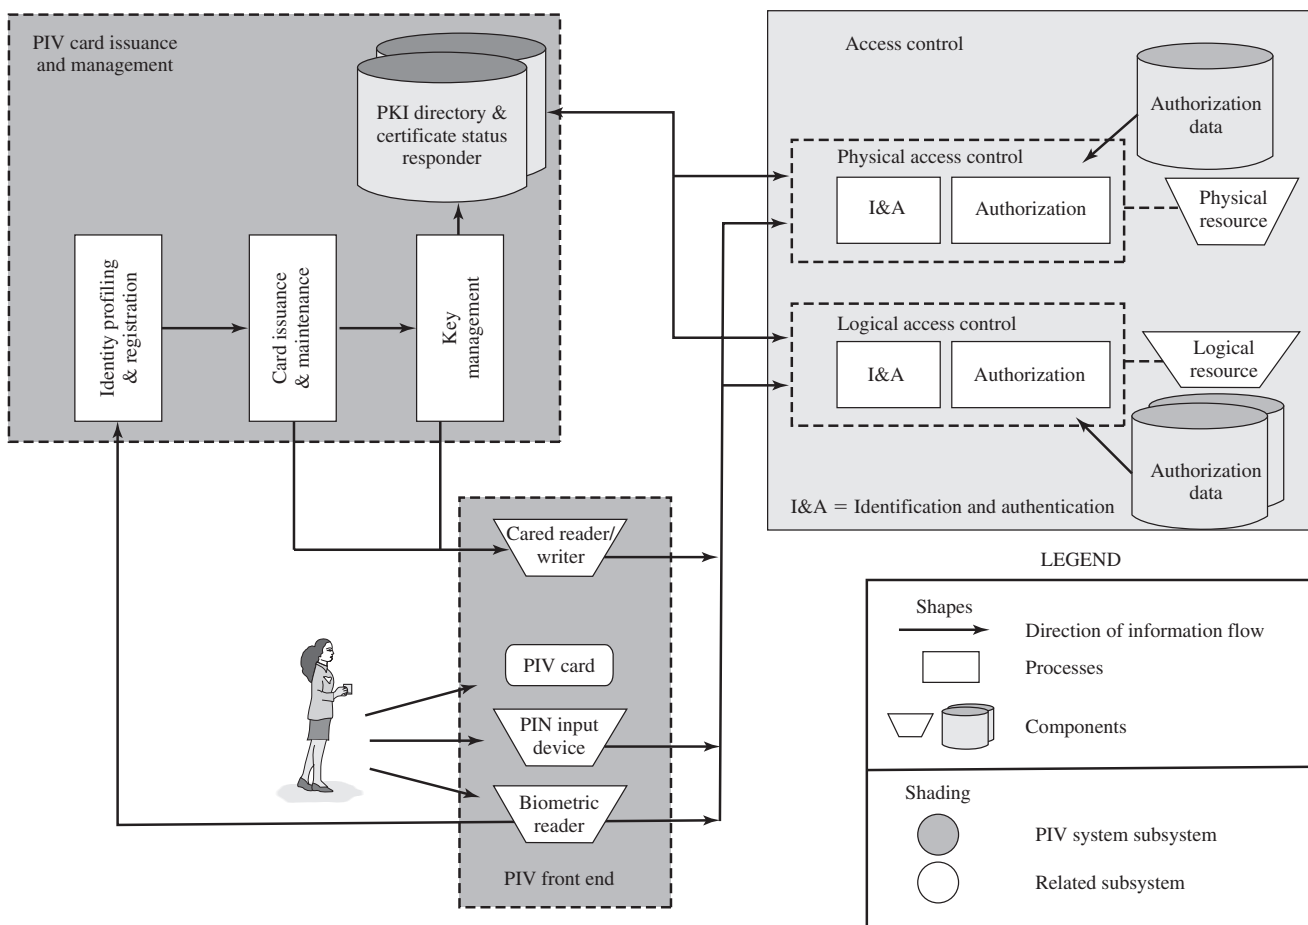 PIV card issuance
and management
PKI directory &
certificate status
responder
Identity profiling
& registration
Card issuance
& maintenance
Key
management
Access control
Authorization
data
Physical access control
I&A
Authorization
Physical
resource
Logical access control
I&A
Authorization
Logical
resource
Authorization
data
I&A = Identification and authentication
Cared reader/
writer
PIV card
PIN input
device
Biometric
reader
PIV front end
LEGEND
Shapes
Direction of information flow
Processes
Components
Shading
PIV system subsystem
Related subsystem